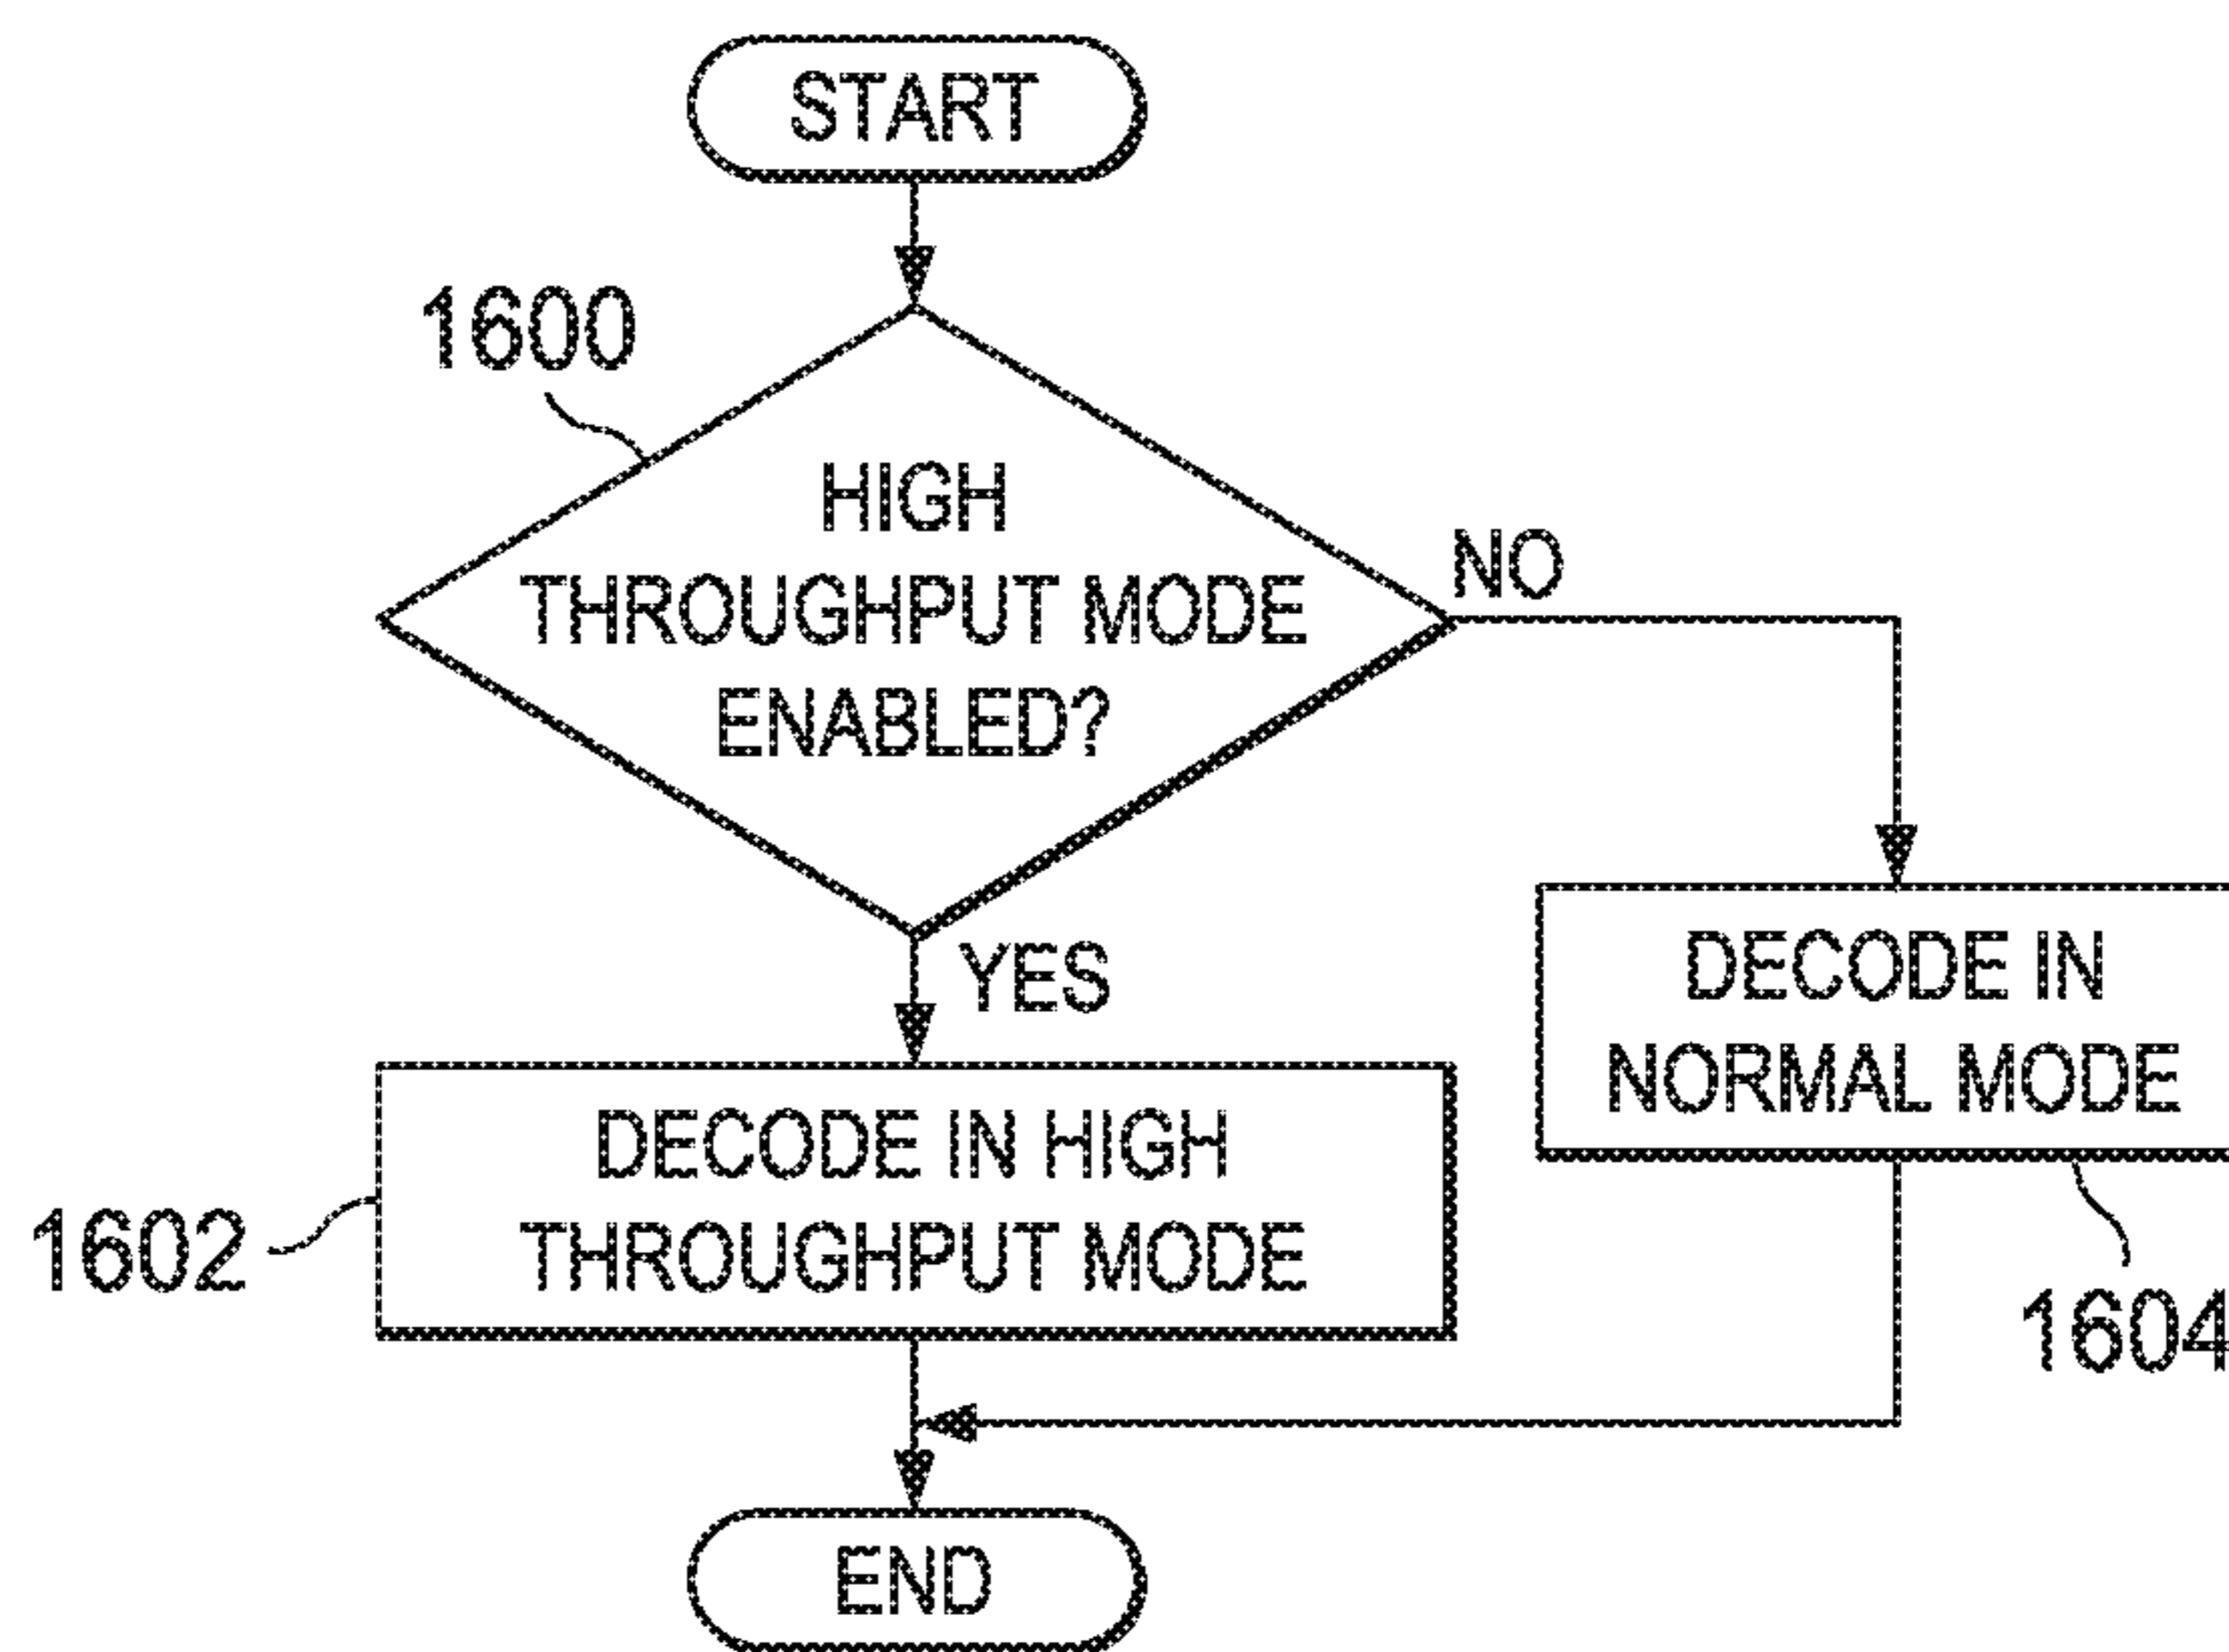 START
1600
HIGH
THROUGHPUT MODE
ENABLED?
NO
YES
DECODE IN
NORMAL MODE
DECODE IN HIGH
THROUGHPUT MODE
1602
1604
END